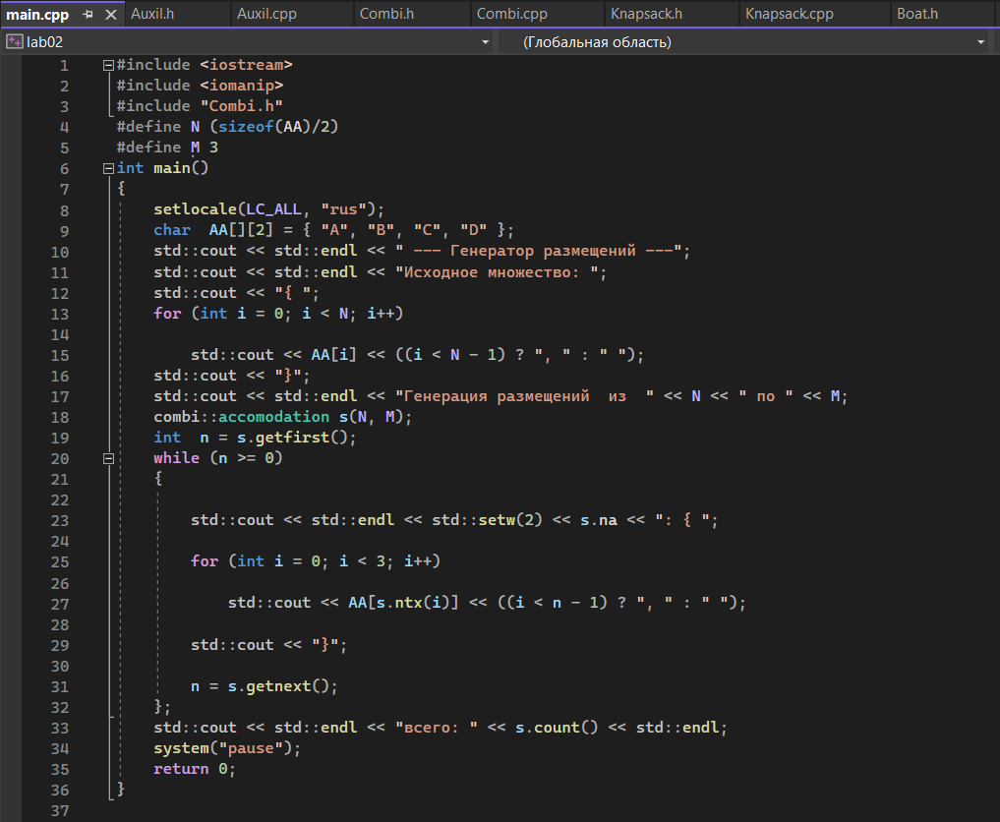 main.cpp Auxil.h Auxil.cpp Combi.h Combi.cpp Knapsack.h Knapsack.cpp Boat.h
lab02 (Глобальная область)
1 #include <iostream>
2 #include <iomanip>
3 #include "Combi.h"
4 #define N (sizeof(AA)/2)
5 #define M 3
6 int main()
7 {
8 setlocale(LC_ALL, "rus");
9 char  AA[][2] = { "A", "B", "C", "D" };
10 std::cout << std::endl << " --- Генератор размещений ---";
11 std::cout << std::endl << "Исходное множество: ";
12 std::cout << "{ ";
13 for (int i = 0; i < N; i++)
14
15 std::cout << AA[i] << ((i < N - 1) ? ", " : " ");
16 std::cout << "}";
17 std::cout << std::endl << "Генерация размещений  из  " << N << " по " << M;
18 combi::accomodation s(N, M);
19 int  n = s.getfirst();
20 while (n >= 0)
21 {
22
23 std::cout << std::endl << std::setw(2) << s.na << ": { ";
24
25 for (int i = 0; i < 3; i++)
26
27 std::cout << AA[s.ntx(i)] << ((i < n - 1) ? ", " : " ");
28
29 std::cout << "}";
30
31 n = s.getnext();
32 };
33 std::cout << std::endl << "всего: " << s.count() << std::endl;
34 system("pause");
35 return 0;
36 }
37